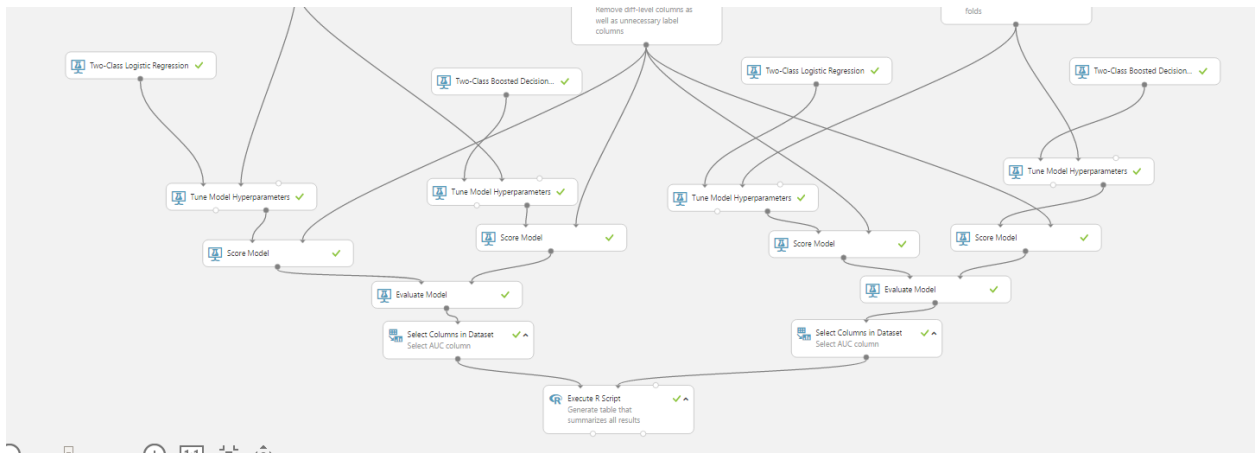 Remove diff-level columns as
well as unnecessary label
columns
folds
Two-Class Logistic Regression
Two-Class Boosted Decision...
Two-Class Logistic Regression
Two-Class Boosted Decision...
Tune Model Hyperparameters
Tune Model Hyperparameters
Tune Model Hyperparameters
Tune Model Hyperparameters
Score Model
Score Model
Score Model
Score Model
Evaluate Model
Evaluate Model
Select Columns in Dataset
Select AUC column
Select Columns in Dataset
Select AUC column
Execute R Script
Generate table that
summarizes all results